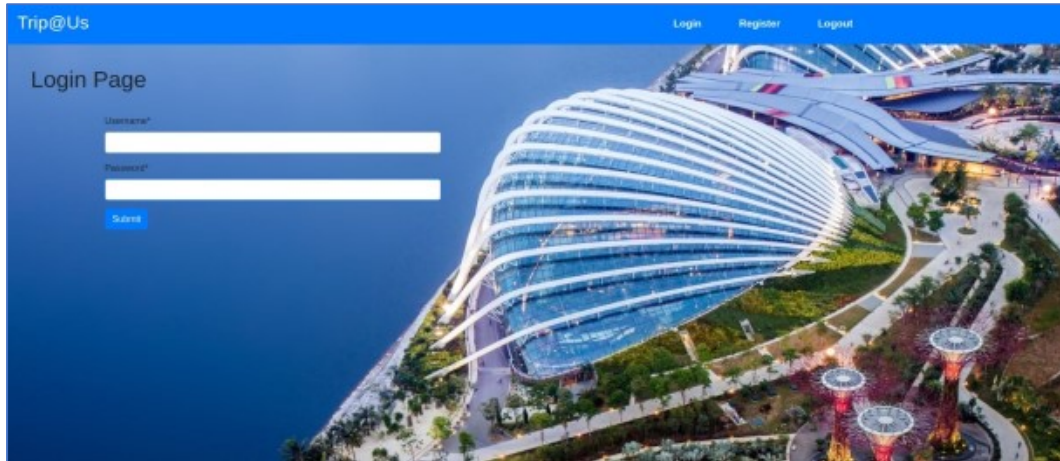 Trip@Us
Login Register Logout
Login Page
Username*
Password*
Submit